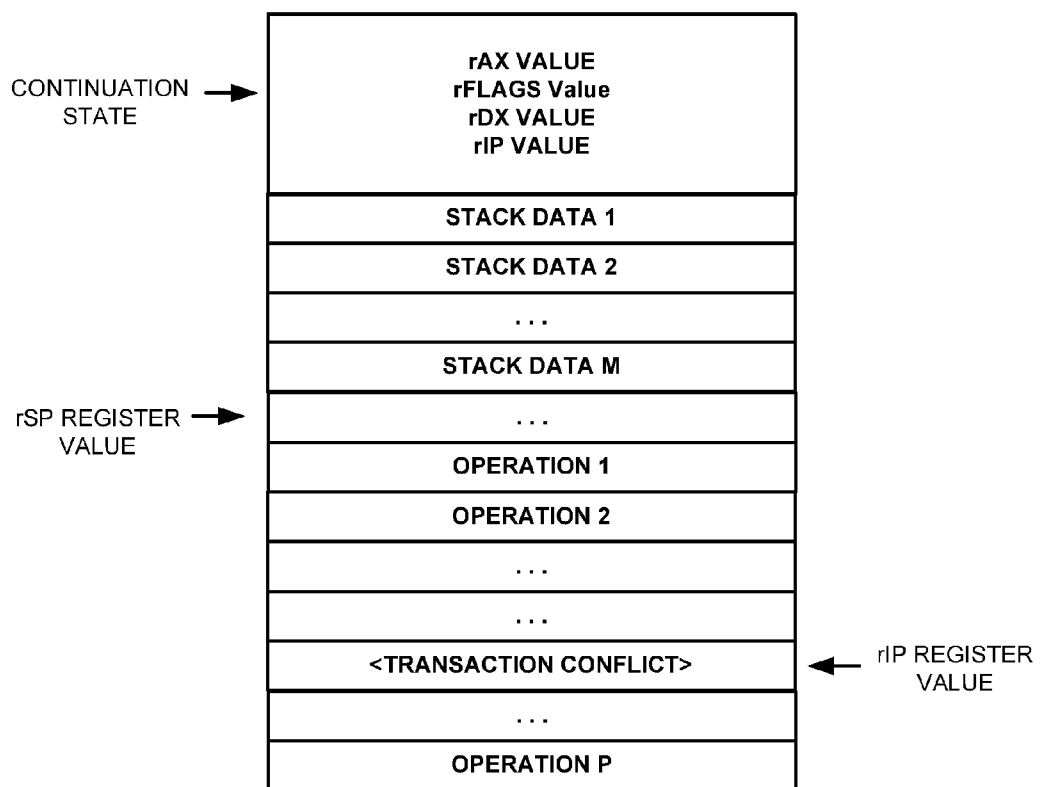 rAX VALUE
rFLAGS Value
rDX VALUE
rIP VALUE
CONTINUATION
STATE
STACK DATA 1
STACK DATA 2
. . .
STACK DATA M
rSP REGISTER
VALUE
. . .
OPERATION 1
OPERATION 2
. . .
. . .
<TRANSACTION CONFLICT>
rIP REGISTER
VALUE
. . .
OPERATION P